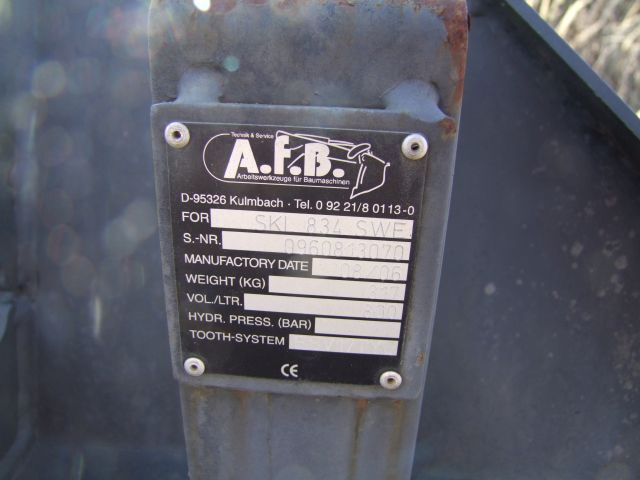 Technik & Service
A.F.B.
Arbeitswerkzeuge für Baumaschinen
D-95326 Kulmbach · Tel. 0 92 21/8 0113-0
FOR SKL 834 SWE
S.-NR. 0960813070
MANUFACTORY DATE 08/06
WEIGHT (KG)
VOL./LTR. 800
HYDR. PRESS. (BAR)
TOOTH-SYSTEM
CE